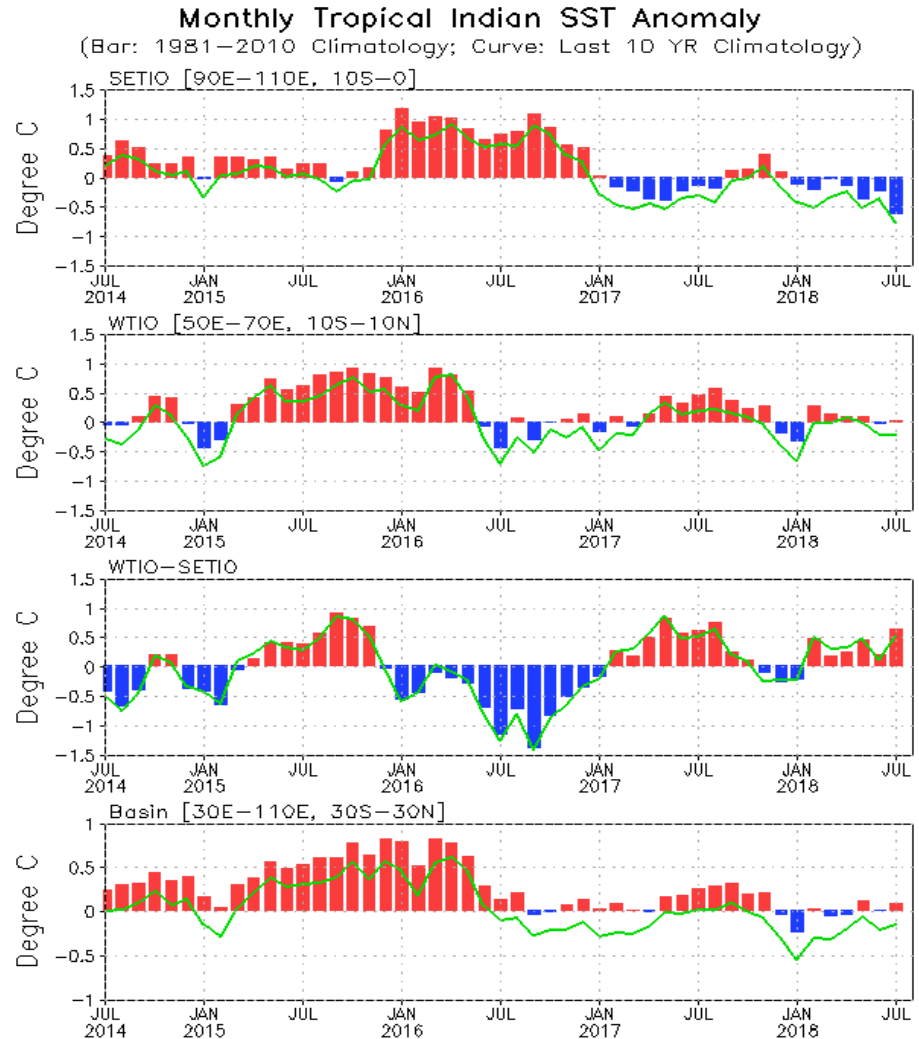 Monthly Tropical Indian SST Anomaly
(Bar: 1981-2010 Climatology; Curve: Last 10 YR Climatology)
SETIO [90E-110E, 10S-0]
Degree C
1.5
1
0.5
0
-0.5
-1
-1.5
JUL JAN JUL JAN JUL JAN JUL JAN JUL
2014 2015 2016 2017 2018
WTIO [50E-70E, 10S-10N]
Degree C
1.5
1
0.5
0
-0.5
-1
-1.5
JUL JAN JUL JAN JUL JAN JUL JAN JUL
2014 2015 2016 2017 2018
WTIO-SETIO
1.5
1
0.5
0
-0.5
-1
-1.5
JUL JAN JUL JAN JUL JAN JUL JAN JUL
2014 2015 2016 2017 2018
Basin [30E-110E, 30S-30N]
Degree C
1
0.5
0
-0.5
-1
JUL JAN JUL JAN JUL JAN JUL JAN JUL
2014 2015 2016 2017 2018